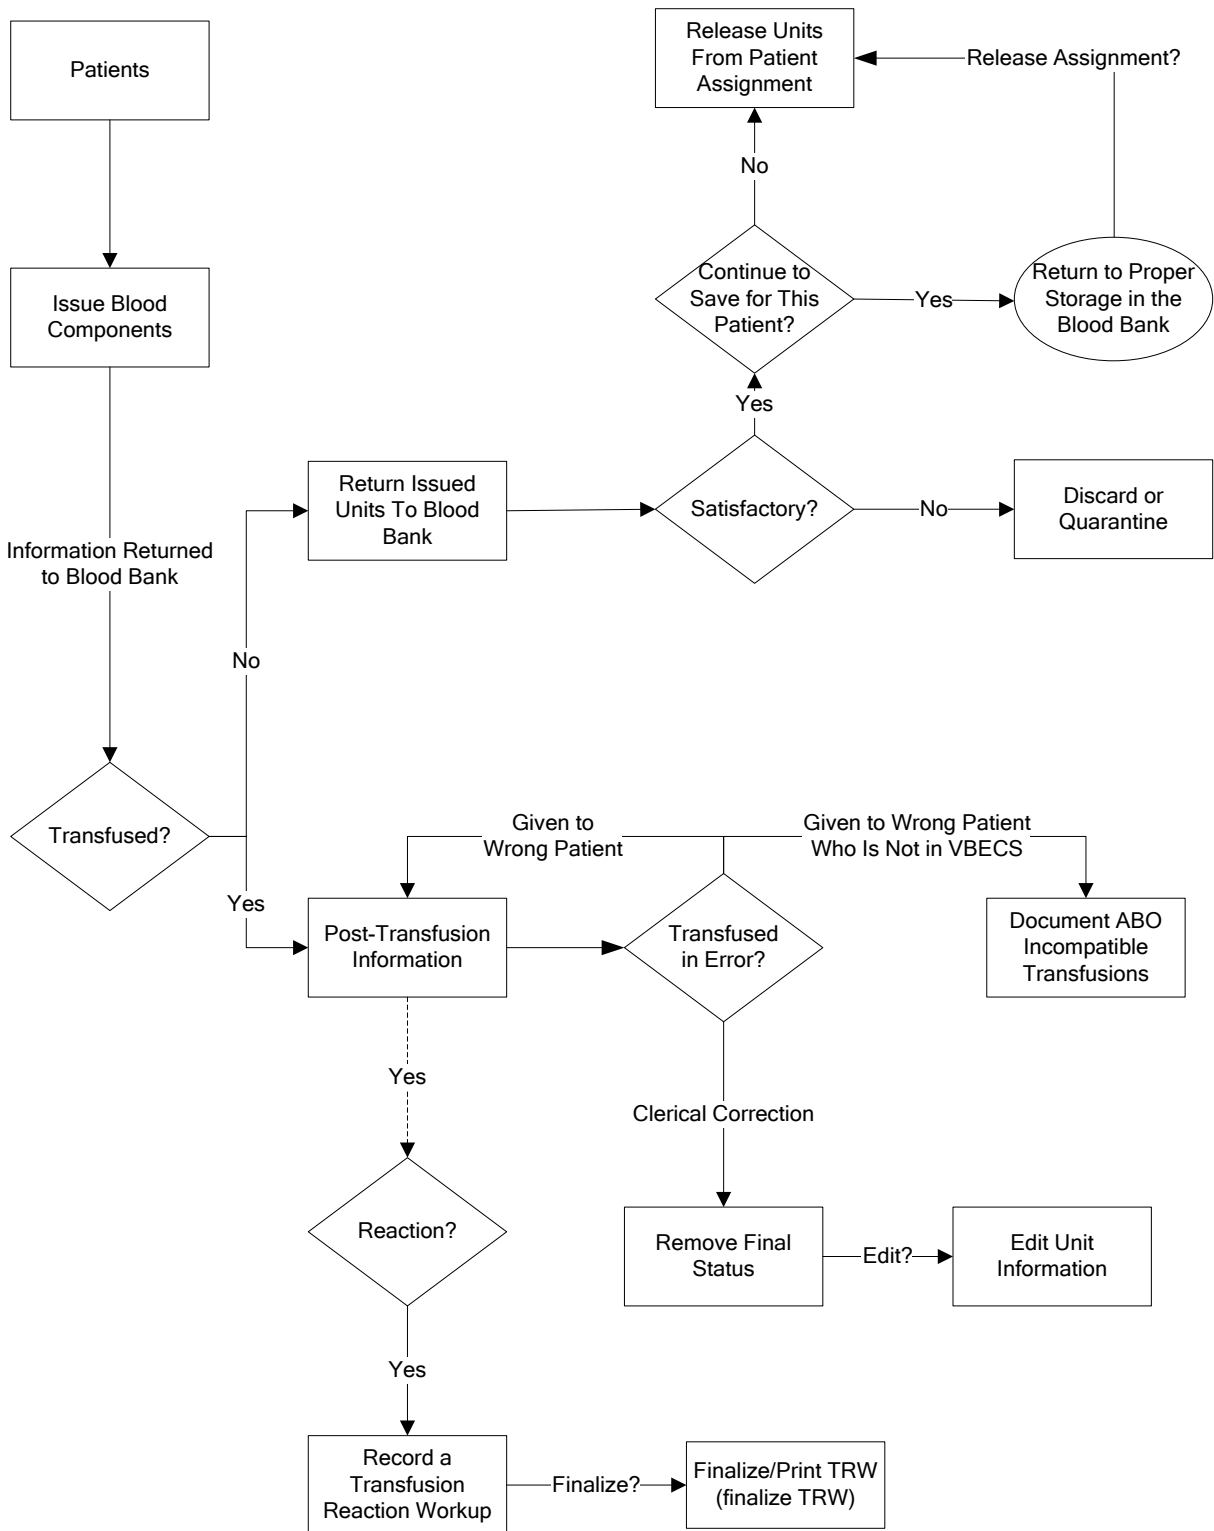 Patients
Release Units
From Patient
Assignment
Release Assignment?
No
Issue Blood
Components
Continue to
Save for This
Patient?
Yes
Return to Proper
Storage in the
Blood Bank
Yes
Return Issued
Units To Blood
Bank
Satisfactory?
No
Discard or
Quarantine
Information Returned
to Blood Bank
No
Transfused?
Yes
Given to
Wrong Patient
Given to Wrong Patient
Who Is Not in VBECS
Post-Transfusion
Information
Transfused
in Error?
Document ABO
Incompatible
Transfusions
Yes
Clerical Correction
Reaction?
Remove Final
Status
Edit?
Edit Unit
Information
Yes
Record a
Transfusion
Reaction Workup
Finalize?
Finalize/Print TRW
(finalize TRW)